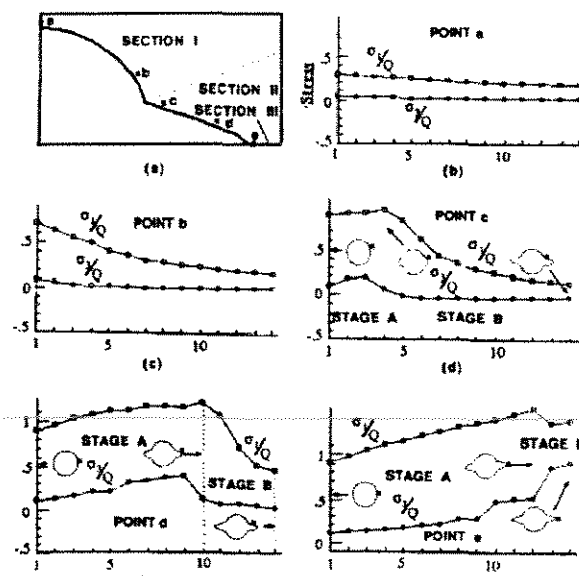 a
SECTION I
b
c
SECTION II
SECTION III
d
e
(a)
POINT a
Stress
.5
0
-.5
σ/Q
σ/Q
1 5 10
(b)
POINT b
.5
0
-.5
σ/Q
σ/Q
1 5 10
(c)
POINT c
.5
0
-.5
σ/Q
σ/Q
STAGE A STAGE B
1 5 10
(d)
1
.5
0
-.5
STAGE A
σ/Q
σ/Q
STAGE B
POINT d
1 5 10
1
.5
0
σ/Q
STAGE A
σ/Q
POINT e
1 5 10